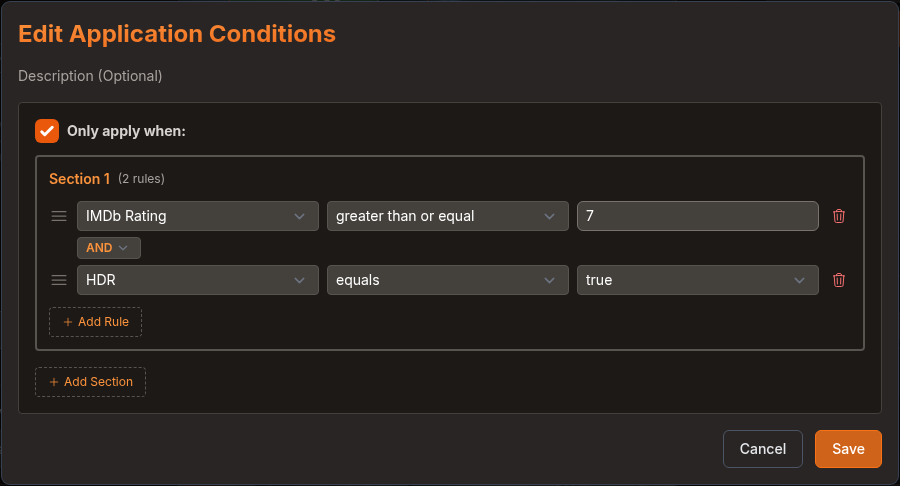 Edit Application Conditions
Description (Optional)
Only apply when:
Section 1 (2 rules)
IMDb Rating greater than or equal 7
AND
HDR equals true
+ Add Rule
+ Add Section
Cancel Save